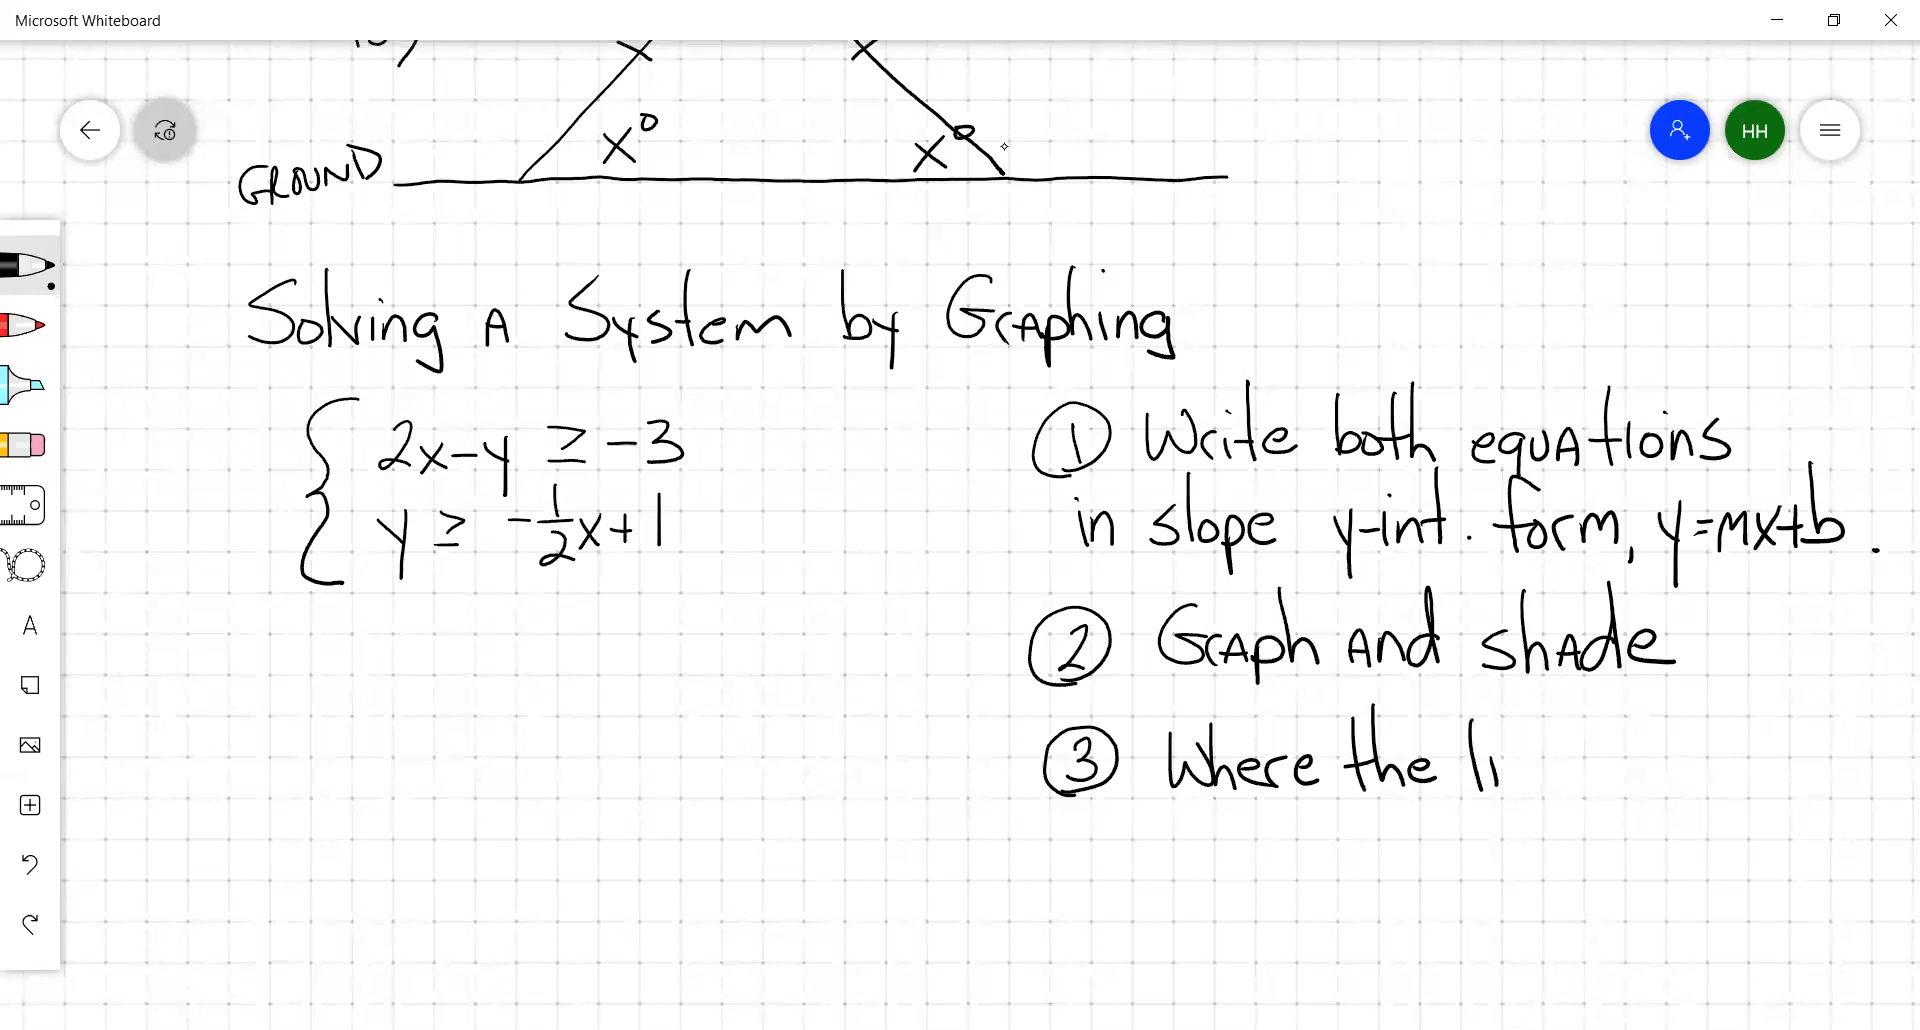 Microsoft Whiteboard
x x
x° x°
GROUND
HH
Solving A System by Graphing
2x-y ≥ -3
y ≥ -1/2x+1
① Write both equations
in slope y-int. form, y=mx+b.
② Graph and shade
③ Where the
A